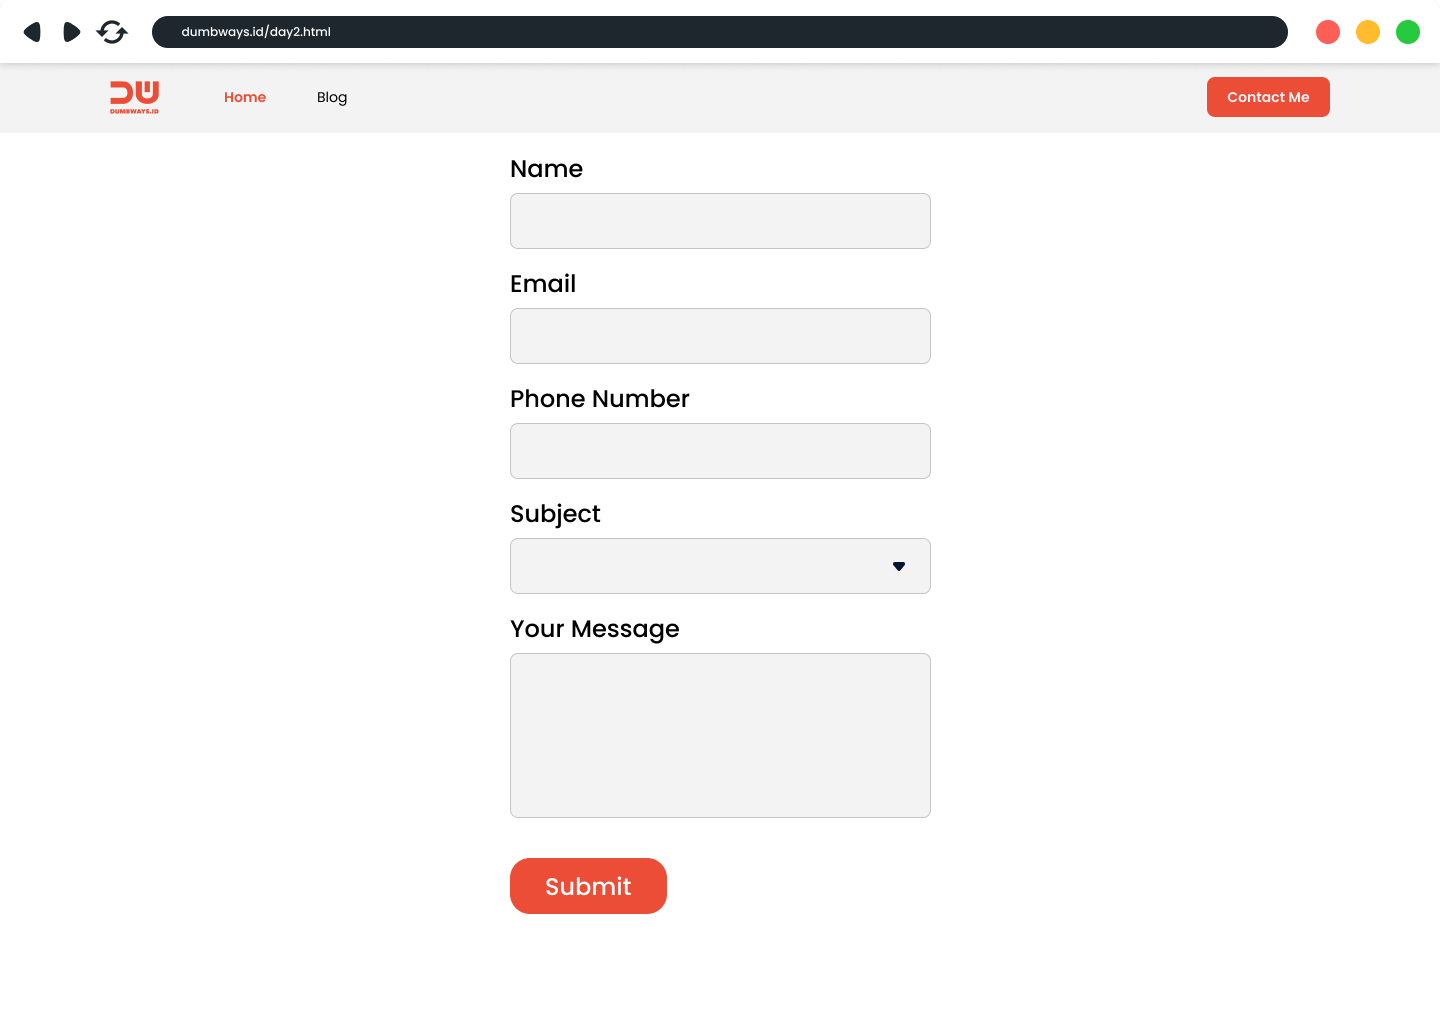 dumbways.id/day2.html
DW
DUMBWAYS.ID
Home
Blog
Contact Me
Name
Email
Phone Number
Subject
Your Message
Submit